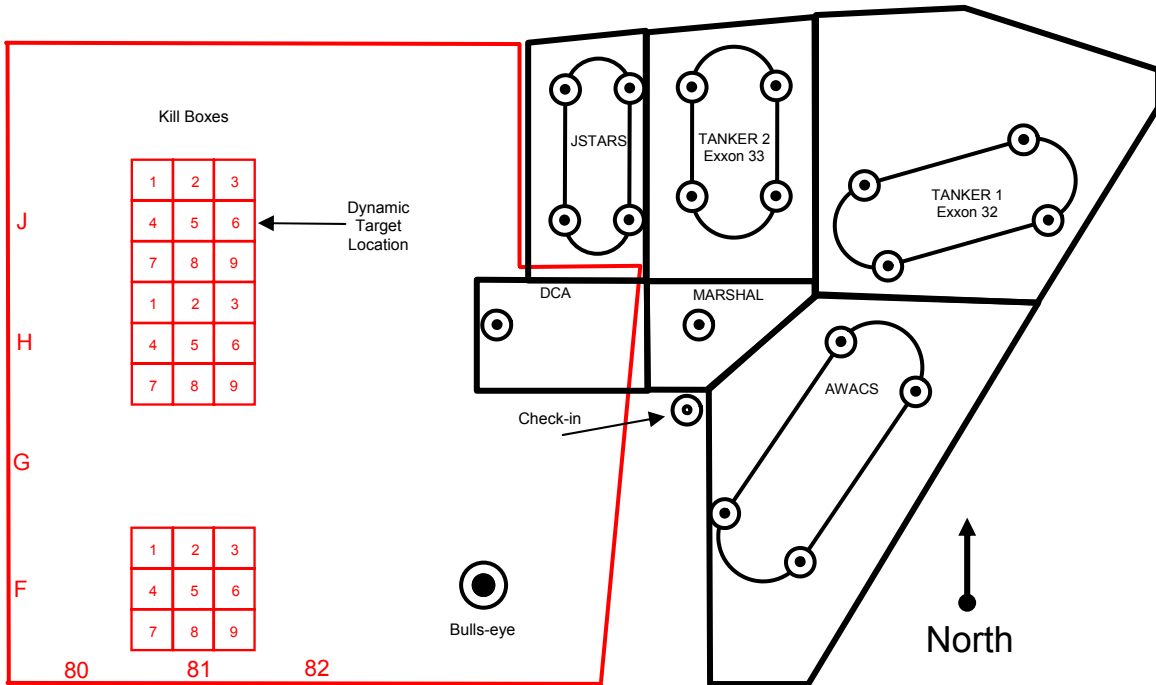 Kill Boxes
JSTARS
TANKER 2
Exxon 33
TANKER 1
Exxon 32
1 2 3
J 4 5 6
Dynamic
Target
Location
7 8 9
1 2 3
DCA
MARSHAL
H 4 5 6
7 8 9
AWACS
Check-in
G
1 2 3
F 4 5 6
7 8 9
Bulls-eye
North
80 81 82